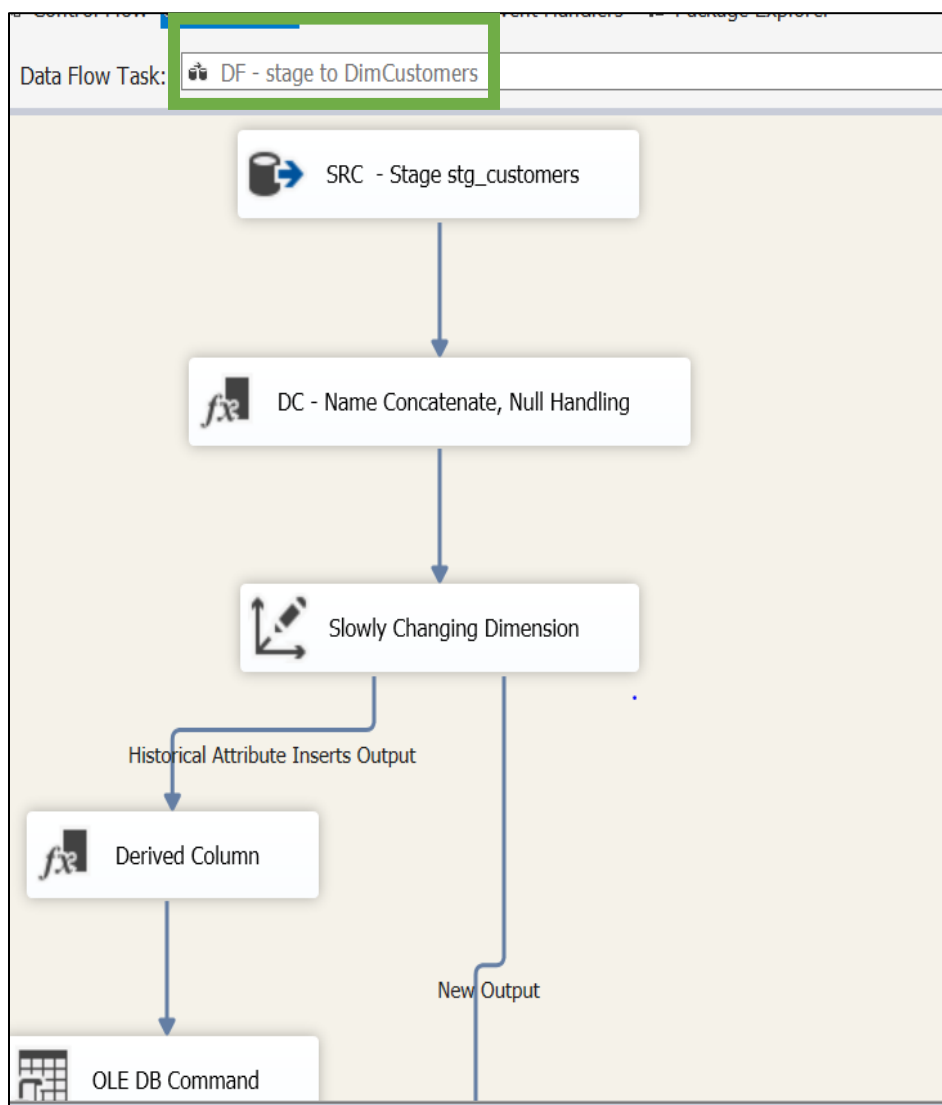 Data Flow Task: DF - stage to DimCustomers
SRC - Stage stg_customers
DC - Name Concatenate, Null Handling
Slowly Changing Dimension
Historical Attribute Inserts Output
Derived Column
New Output
OLE DB Command